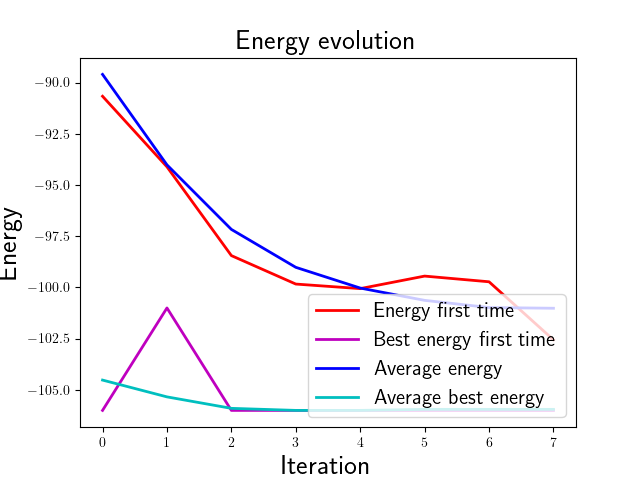 Energy evolution
Energy
−90.0
−92.5
−95.0
−97.5
−100.0
−102.5
−105.0
Energy first time
Best energy first time
Average energy
Average best energy
0 1 2 3 4 5 6 7
Iteration